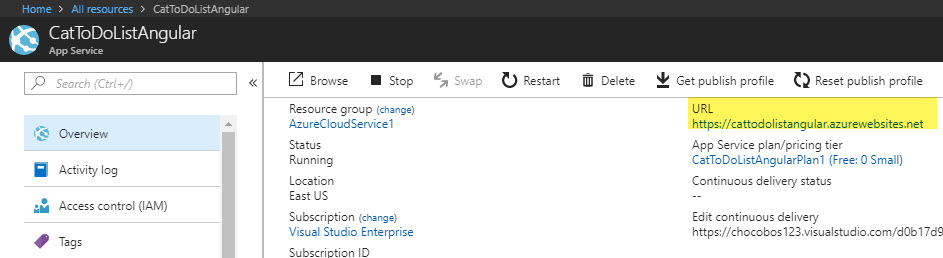 Home > All resources > CatToDoListAngular
CatToDoListAngular
App Service
Search (Ctrl+/)
Overview
Activity log
Access control (IAM)
Tags
Browse Stop Swap Restart Delete Get publish profile Reset publish profile
Resource group (change)
AzureCloudService1
Status
Running
Location
East US
Subscription (change)
Visual Studio Enterprise
Subscription ID
URL
https://cattodolistangular.azurewebsites.net
App Service plan/pricing tier
CatToDoListAngularPlan1 (Free: 0 Small)
Continuous delivery status
--
Edit continuous delivery
https://chocobos123.visualstudio.com/d0b17d9